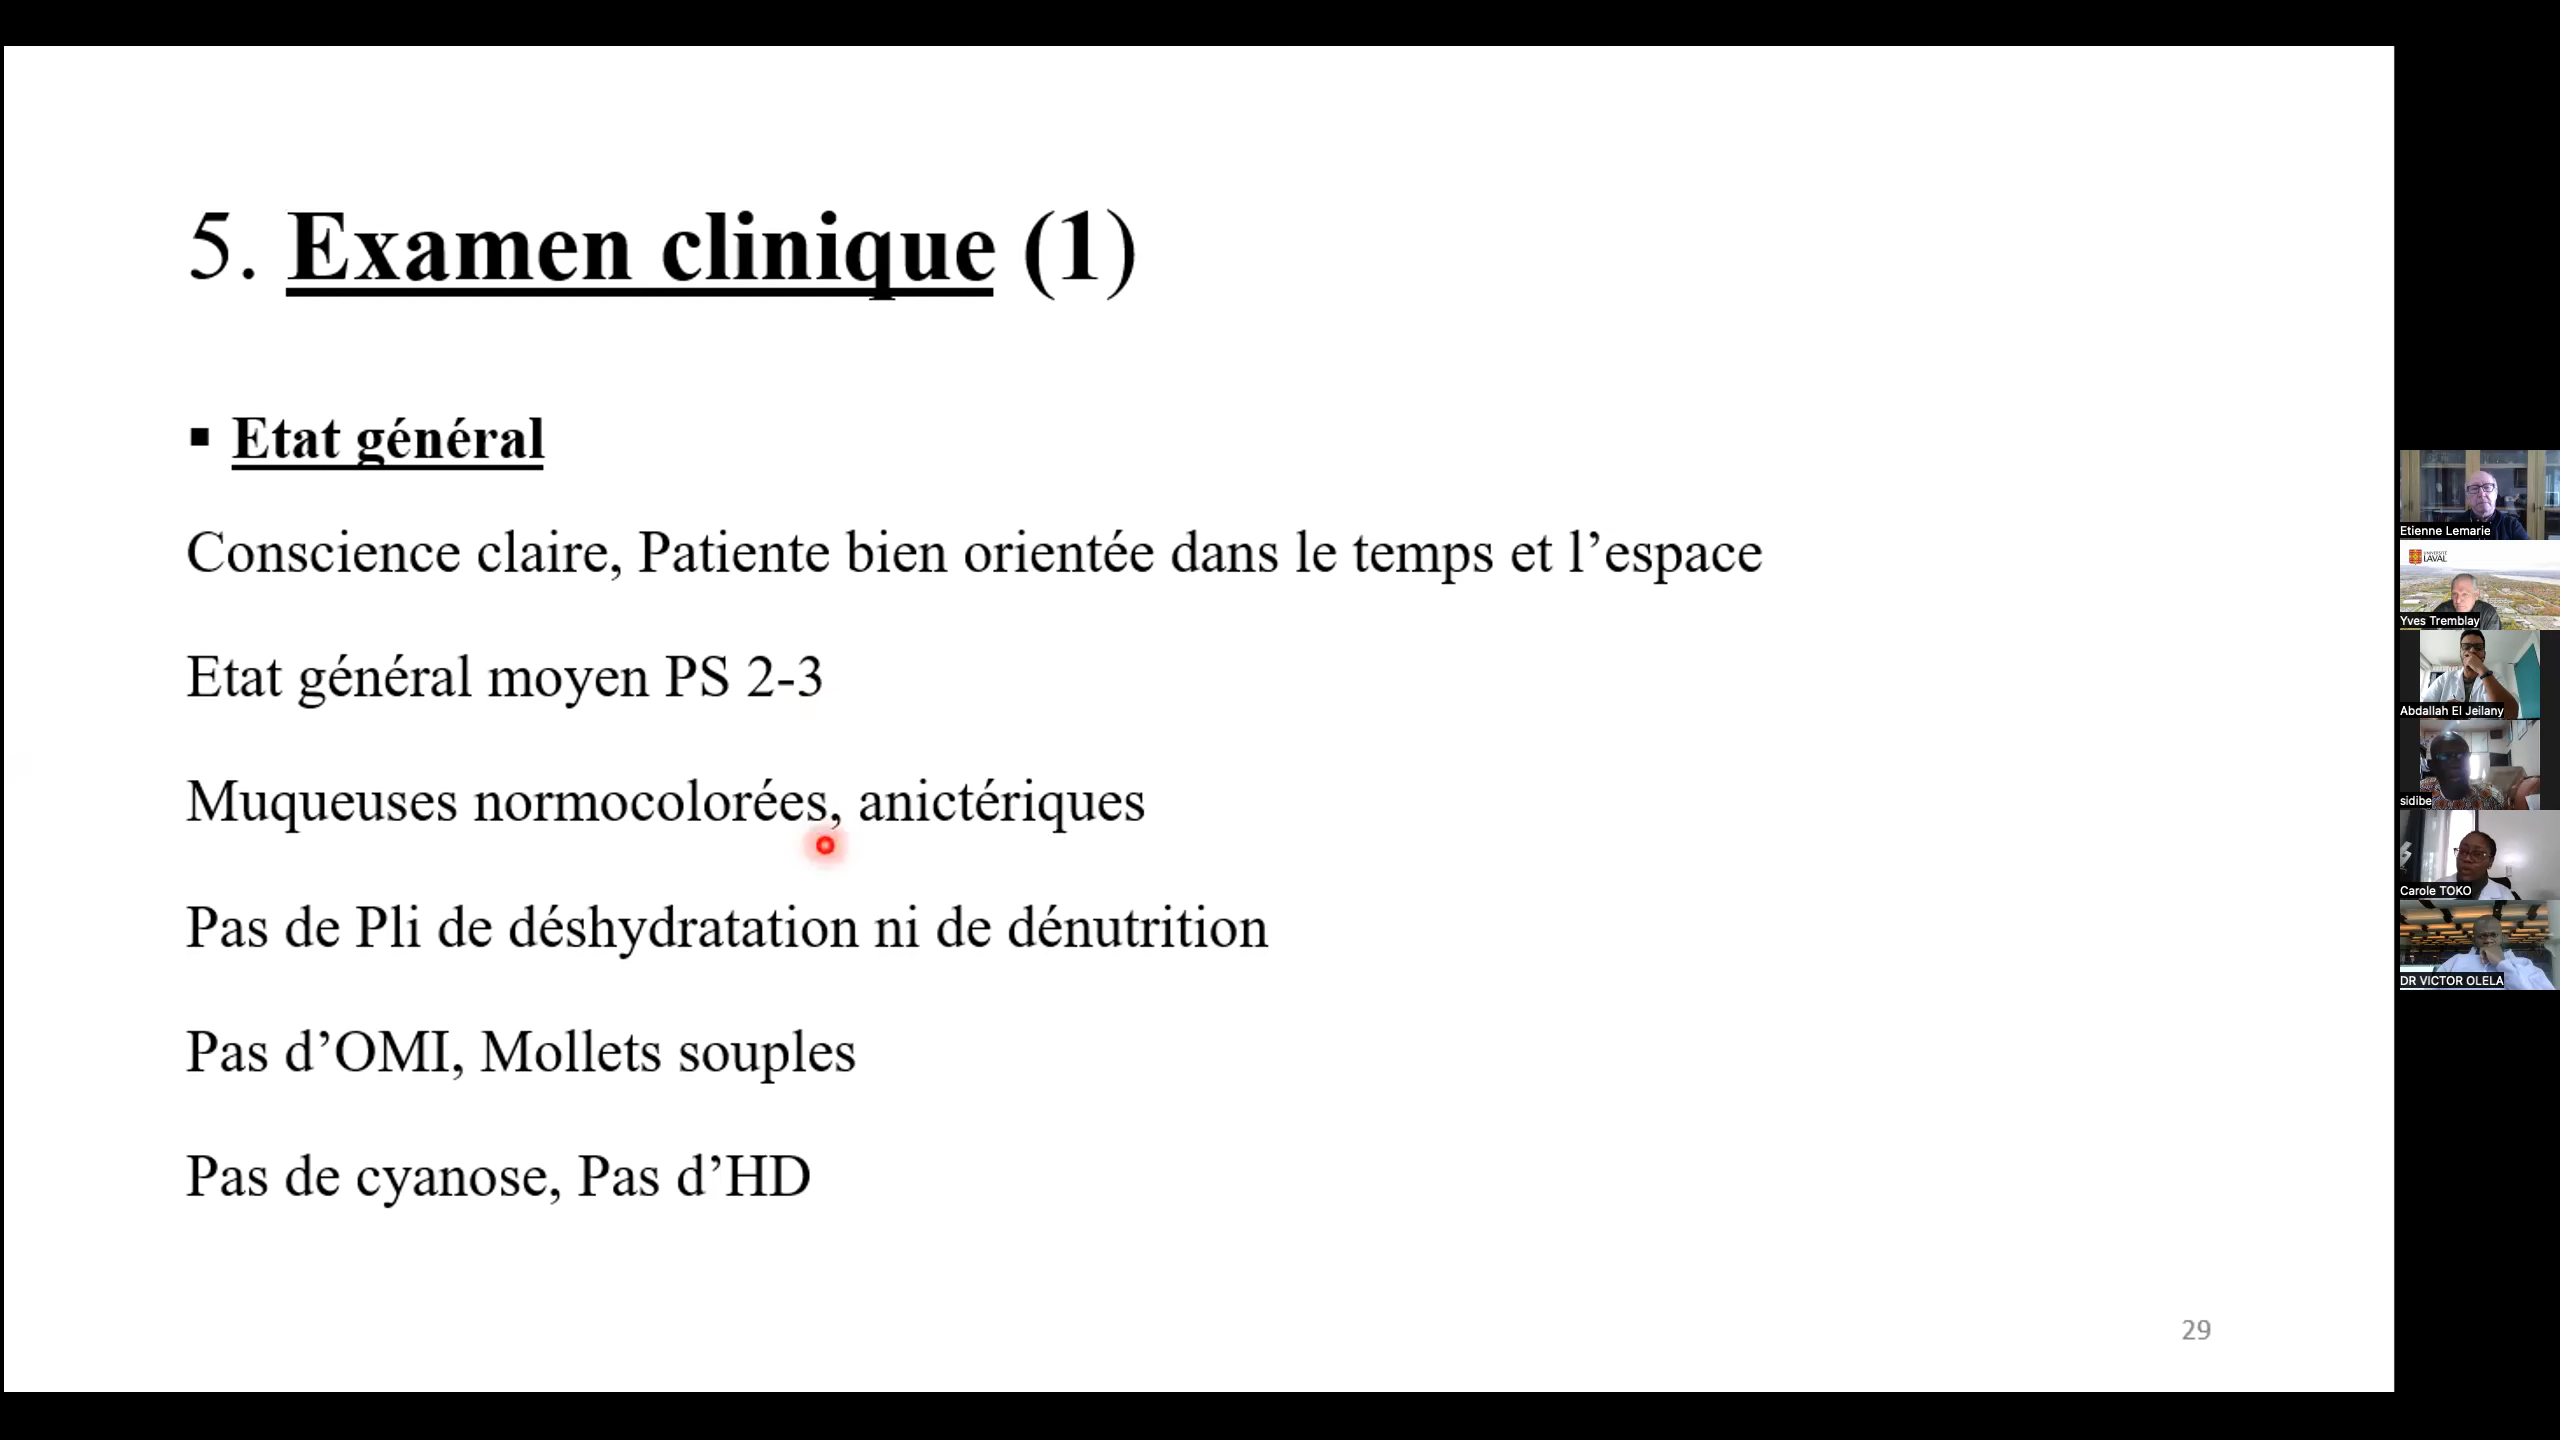 5. Examen clinique (1)
▪ Etat général
Conscience claire, Patiente bien orientée dans le temps et l’espace
Etat général moyen PS 2-3
Muqueuses normocolorées, anictériques
Pas de Pli de déshydratation ni de dénutrition
Pas d’OMI, Mollets souples
Pas de cyanose, Pas d’HD
29
Etienne Lemarie
UNIVERSITÉ
LAVAL
Yves Tremblay
Abdallah El Jeilany
sidibe
Carole TOKO
DR VICTOR OLELA